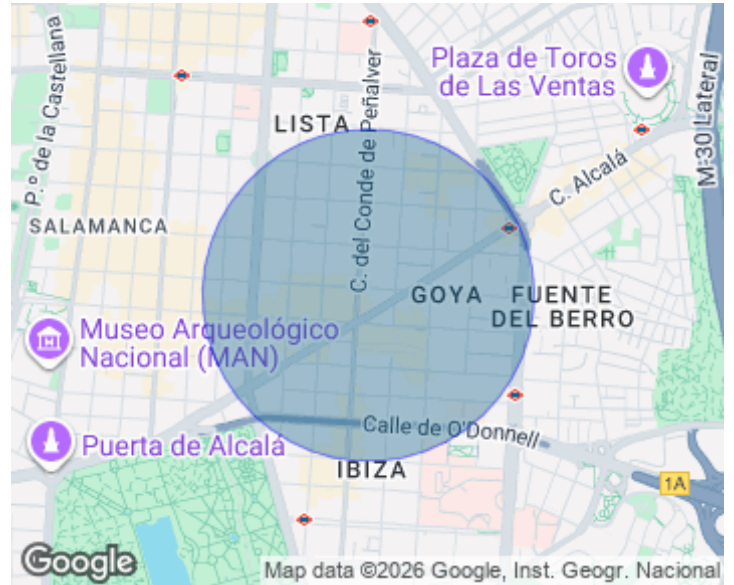 Plaza de Toros
de Las Ventas
P.º de la Castellana
C. del Conde de Peñalver
M-30 Lateral
LISTA
C. Alcalá
SALAMANCA
GOYA
FUENTE
DEL BERRO
Museo Arqueológico
Nacional (MAN)
Puerta de Alcalá
Calle de O'Donnell
IBIZA
1A
Google
Map data ©2026 Google, Inst. Geogr. Nacional